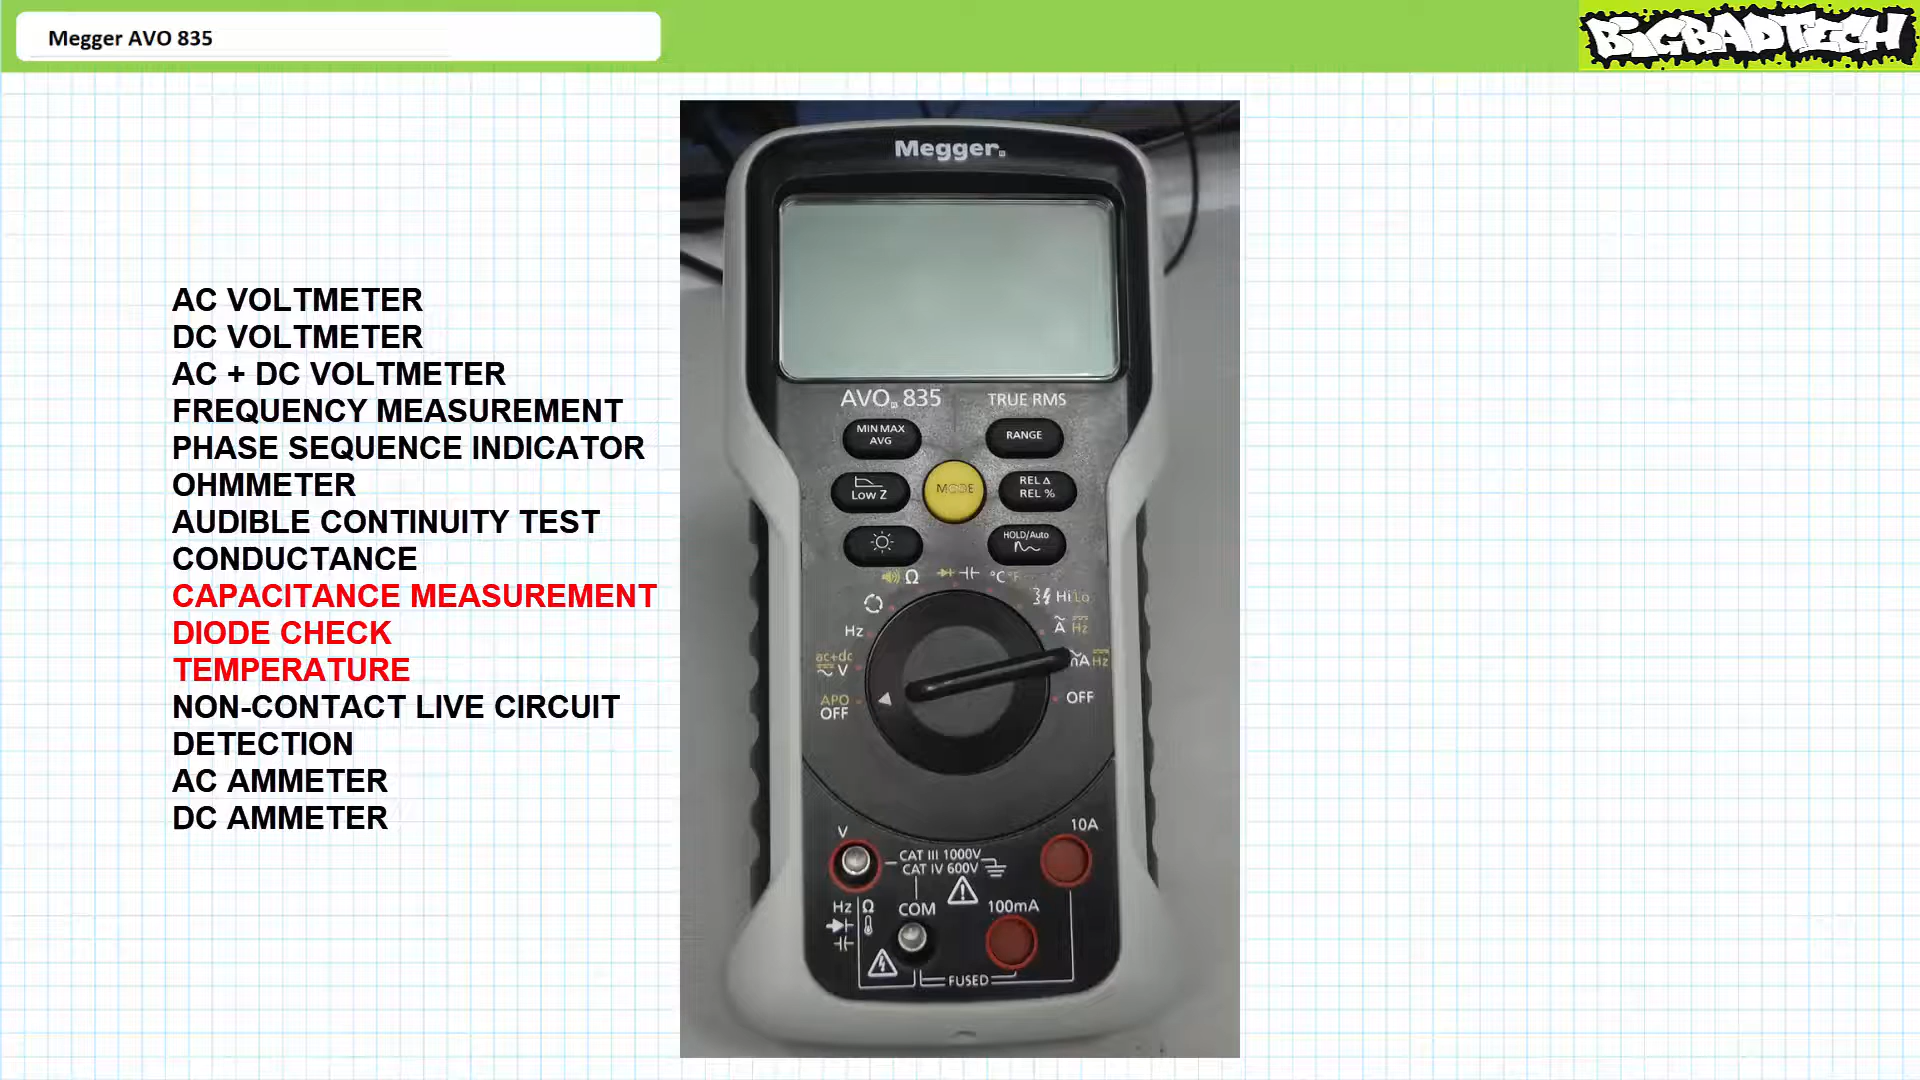 Megger AVO 835
BIGBADTECH
AC VOLTMETER
DC VOLTMETER
AC + DC VOLTMETER
FREQUENCY MEASUREMENT
PHASE SEQUENCE INDICATOR
OHMMETER
AUDIBLE CONTINUITY TEST
CONDUCTANCE
CAPACITANCE MEASUREMENT
DIODE CHECK
TEMPERATURE
NON-CONTACT LIVE CIRCUIT
DETECTION
AC AMMETER
DC AMMETER
Megger
AVO 835
TRUE RMS
MIN MAX
AVG
RANGE
Low Z
MODE
REL Δ
REL %
HOLD/Auto
Ω
°C °F
Hi Lo
Hz
A Hz
ac+dc
V
mA Hz
APO
OFF
OFF
V
10A
CAT III 1000V
CAT IV 600V
Hz Ω
COM
100mA
FUSED